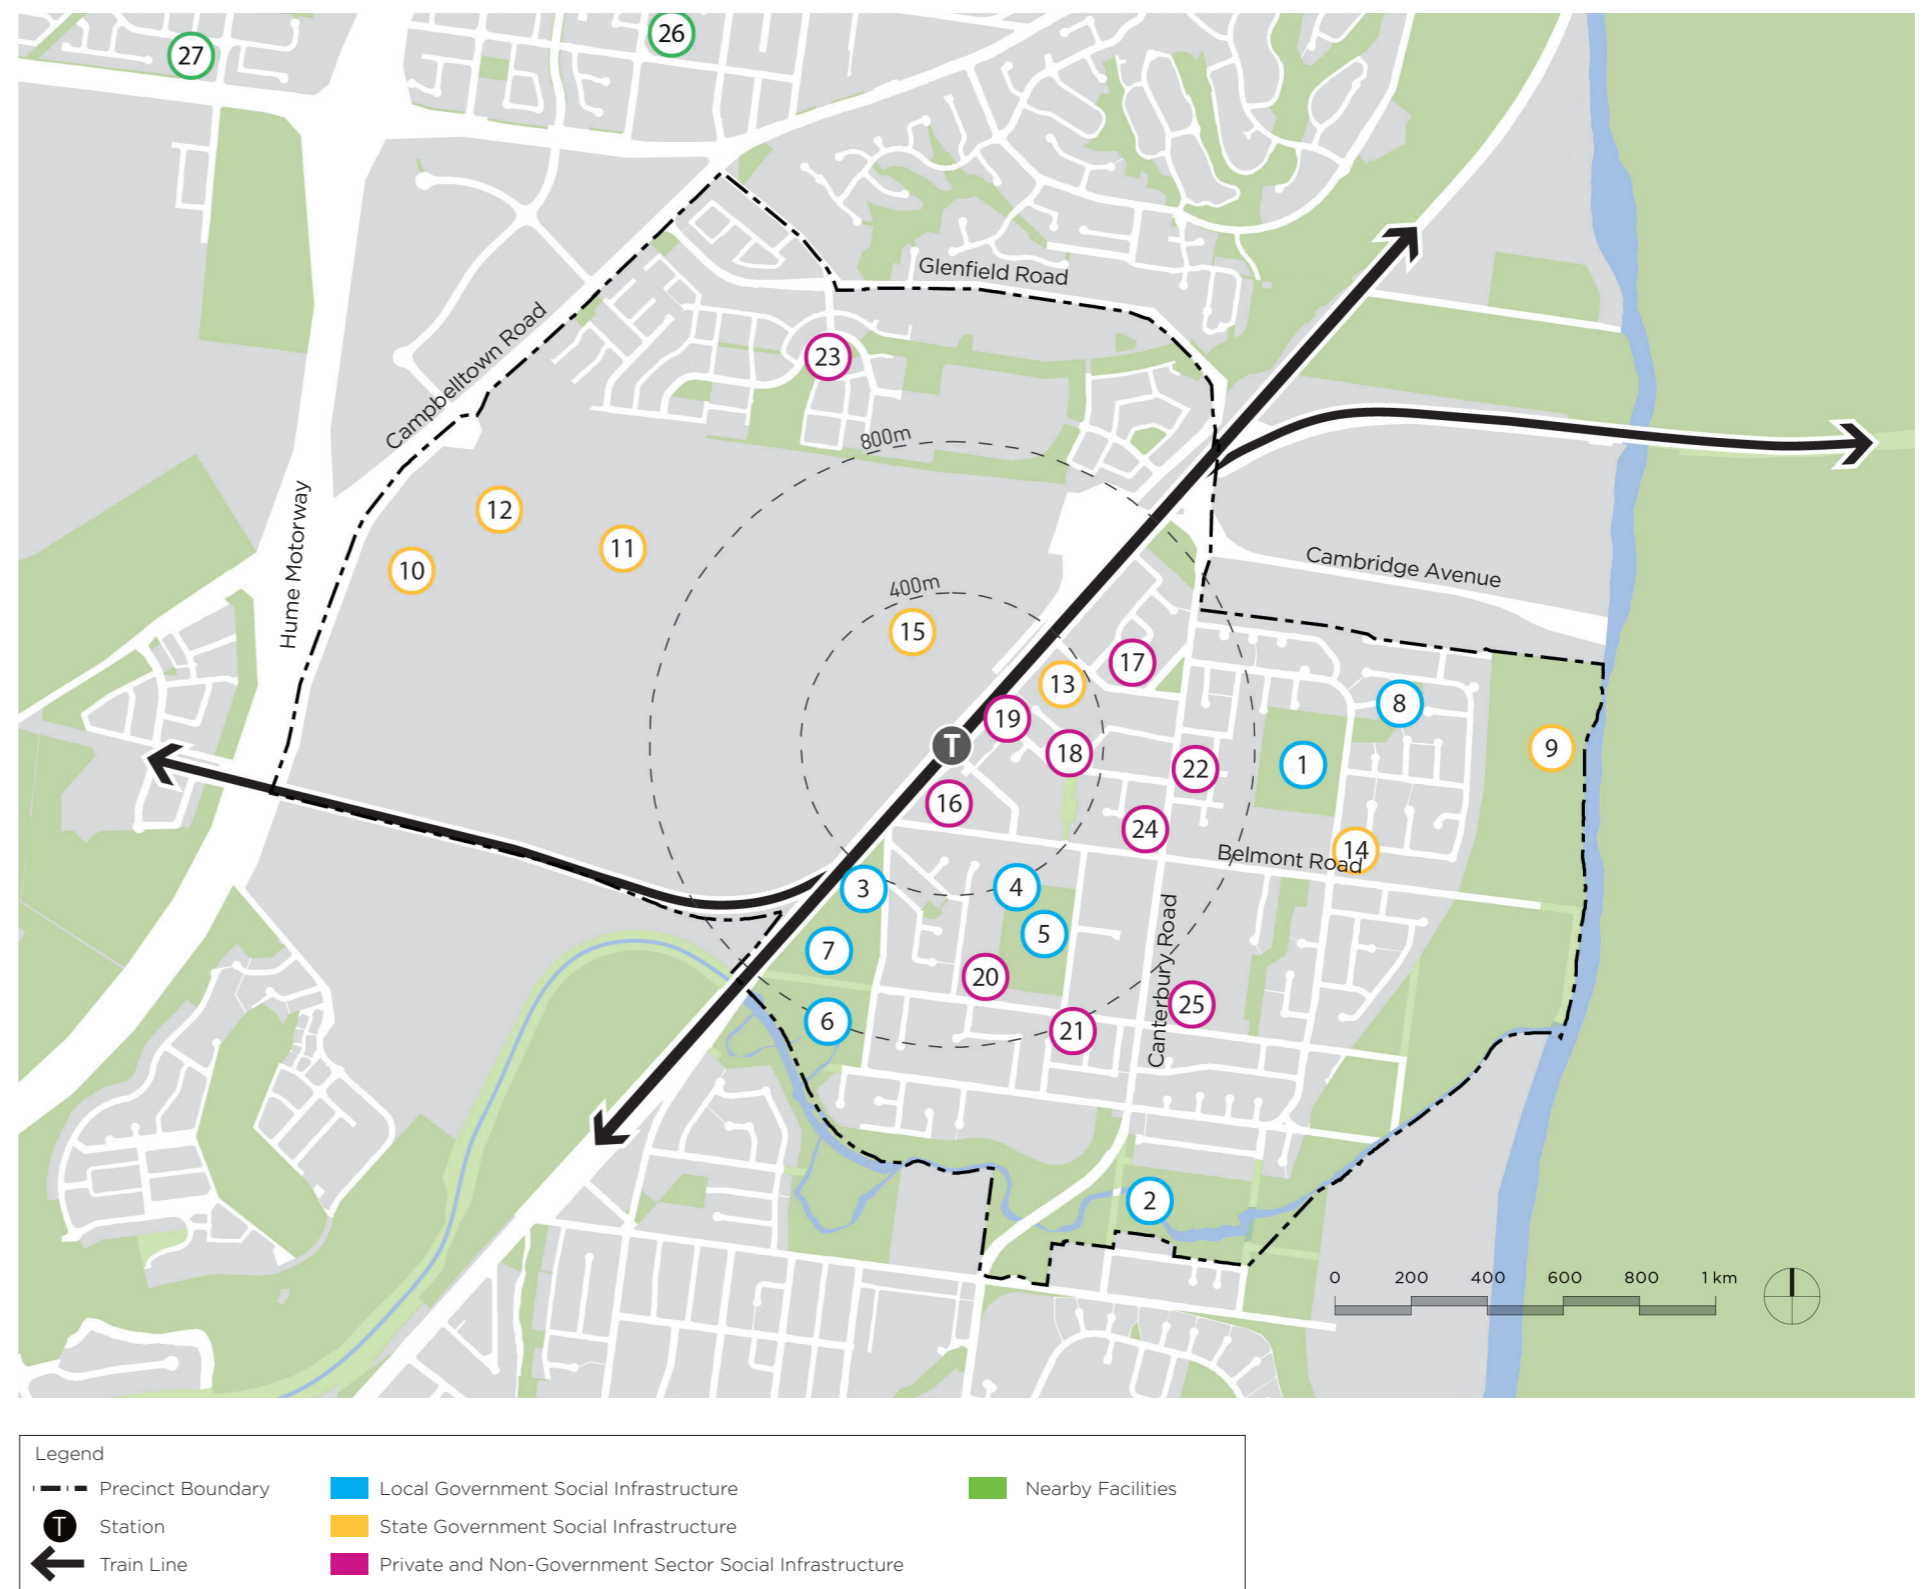 26
27
Glenfield Road
Campbelltown Road
23
800m
12
11
10
Hume Motorway
Cambridge Avenue
400m
15
17
13
8
19
T
18
9
22
1
16
24
14
Belmont Road
3
4
5
7
20
Canterbury Road
25
6
21
2
0 200 400 600 800 1 km
Legend
Precinct Boundary
Local Government Social Infrastructure
Nearby Facilities
T
Station
State Government Social Infrastructure
Train Line
Private and Non-Government Sector Social Infrastructure